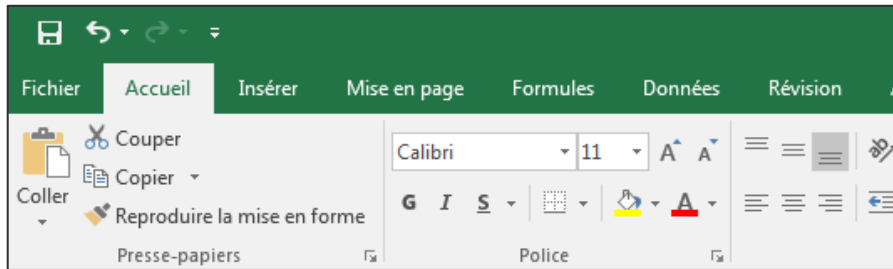 Fichier Accueil Insérer Mise en page Formules Données Révision
Couper
Copier
Reproduire la mise en forme
Coller
Presse-papiers
Calibri 11 A A
G I S A
Police